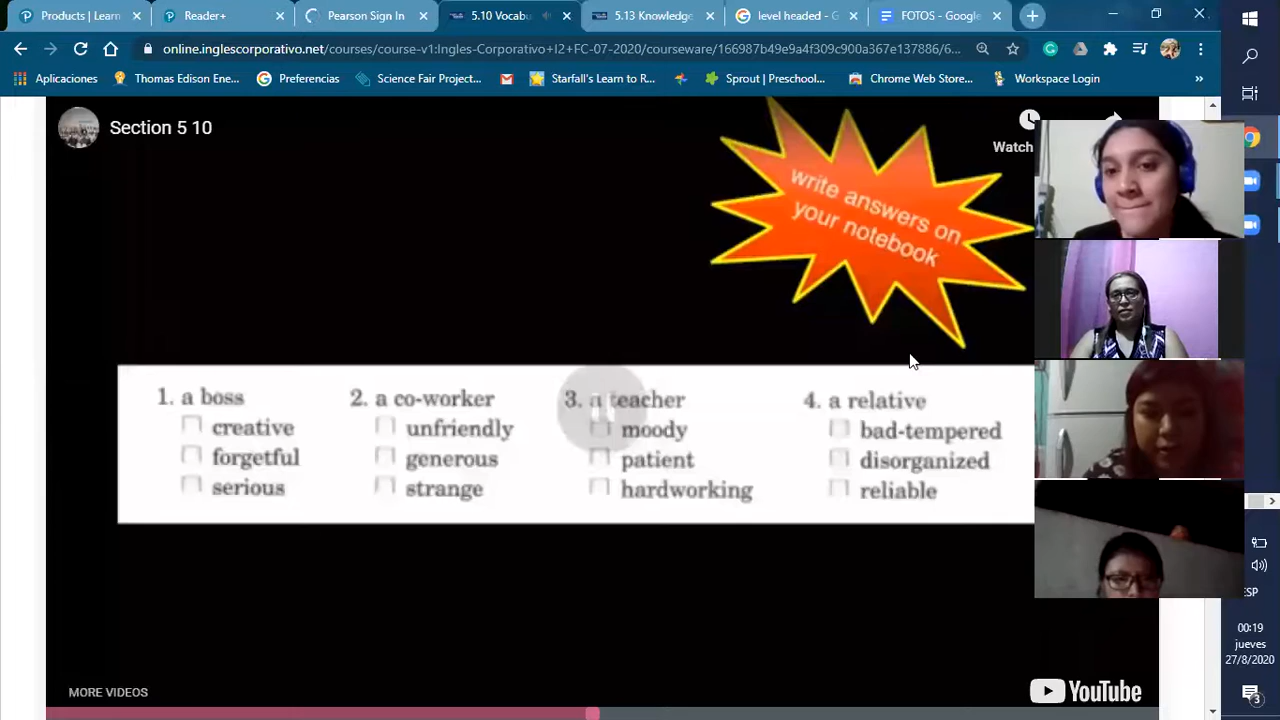 Products | Learn
Reader+
Pearson Sign In
5.10 Vocabu
5.13 Knowledge
level headed - G
FOTOS - Google
online.inglescorporativo.net/courses/course-v1:Ingles-Corporativo+I2+FC-07-2020/courseware/166987b49e9a4f309c900a367e137886/6...
Aplicaciones
Thomas Edison Ene...
Preferencias
Science Fair Project...
Starfall's Learn to R...
Sprout | Preschool...
Chrome Web Store...
Workspace Login
»
Section 5 10
Watch
write answers on
your notebook
1. a boss
creative
forgetful
serious
2. a co-worker
unfriendly
generous
strange
3. a teacher
moody
patient
hardworking
4. a relative
bad-tempered
disorganized
reliable
MORE VIDEOS
YouTube
ESP
00:19
jueves
27/8/2020
3